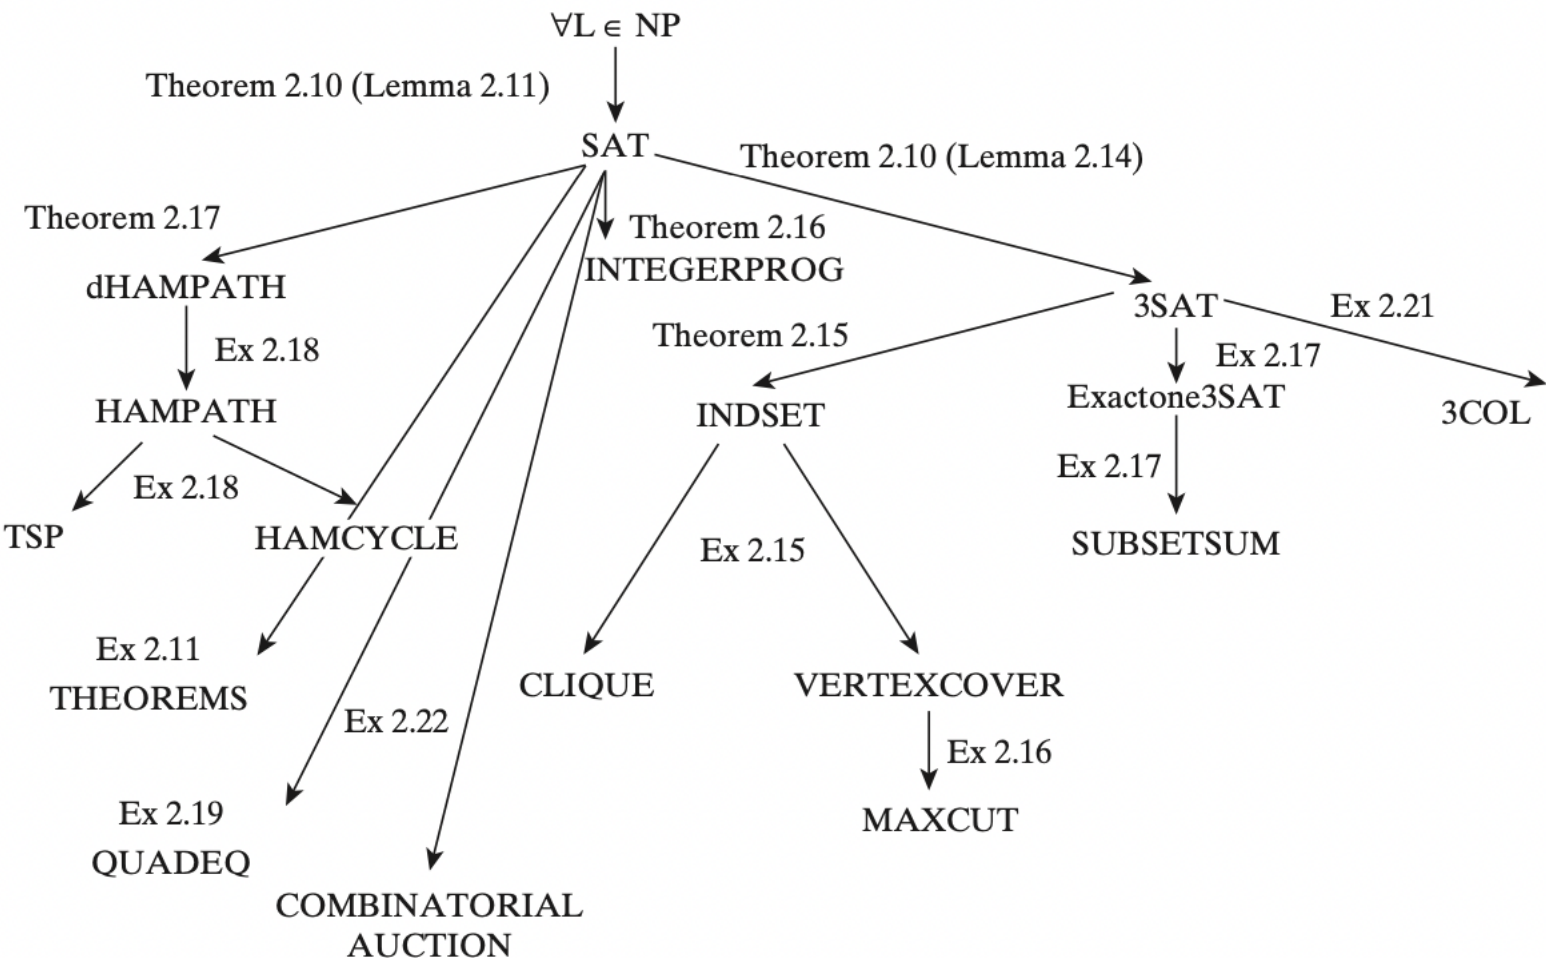 ∀L ∈ NP
Theorem 2.10 (Lemma 2.11)
SAT
Theorem 2.10 (Lemma 2.14)
Theorem 2.17
Theorem 2.16
INTEGERPROG
dHAMPATH
3SAT
Ex 2.21
Theorem 2.15
Ex 2.18
Ex 2.17
HAMPATH
INDSET
Exactone3SAT
3COL
Ex 2.18
Ex 2.17
TSP
HAMCYCLE
Ex 2.15
SUBSETSUM
Ex 2.11
THEOREMS
CLIQUE
VERTEXCOVER
Ex 2.22
Ex 2.16
Ex 2.19
QUADEQ
MAXCUT
COMBINATORIAL
AUCTION